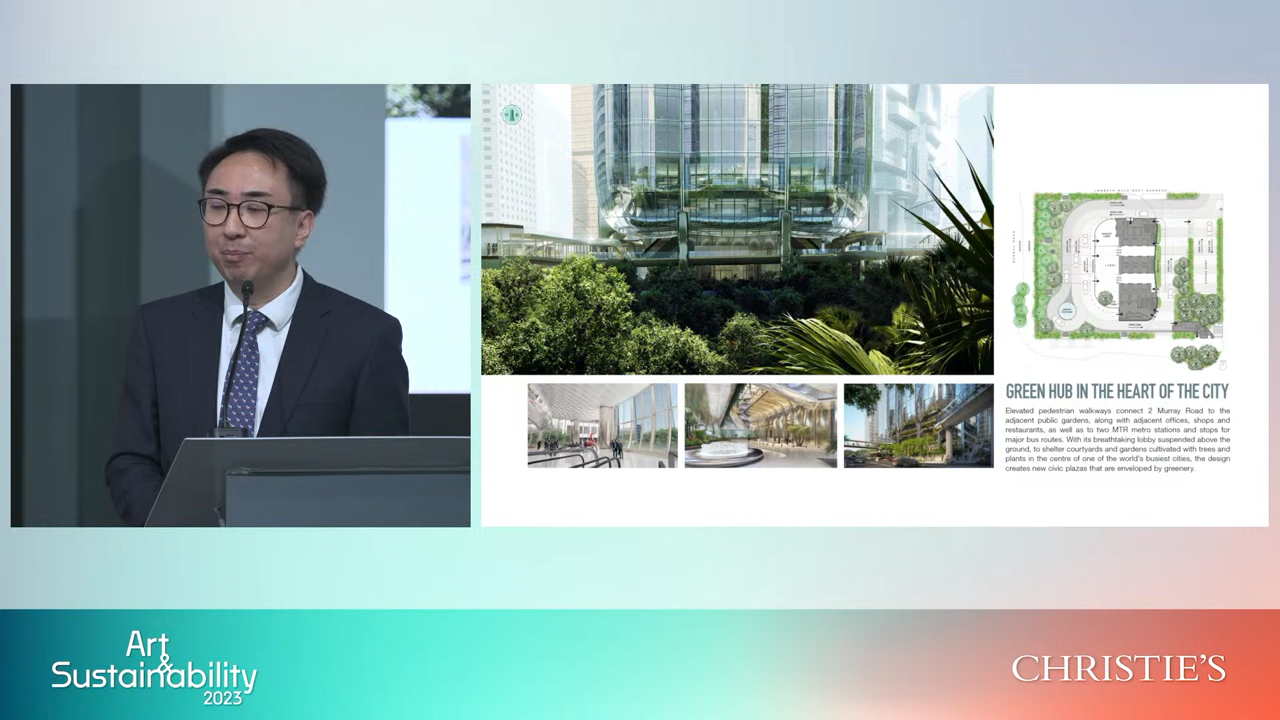 GREEN HUB IN THE HEART OF THE CITY
Elevated pedestrian walkways connect 2 Murray Road to the
adjacent public gardens, along with adjacent offices, shops and
restaurants, as well as to two MTR metro stations and stops for
major bus routes. With its breathtaking lobby suspended above the
ground, to shelter courtyards and gardens cultivated with trees and
plants in the centre of one of the world's busiest cities, the design
creates new civic plazas that are enveloped by greenery.
Art
&
Sustainability
2023
CHRISTIE'S